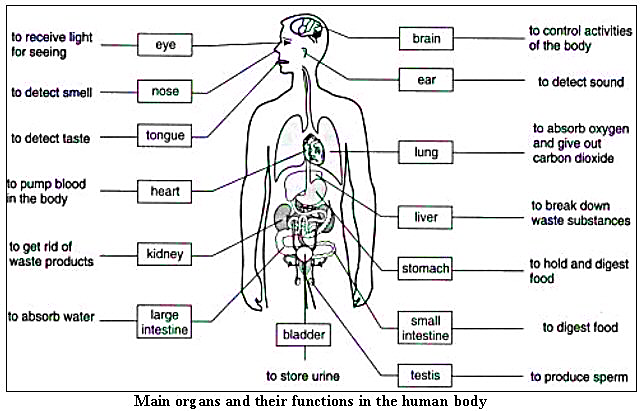 to receive light
for seeing
eye
brain
to control activities
of the body
to detect smell
nose
ear
to detect sound
to detect taste
tongue
lung
to absorb oxygen
and give out
carbon dioxide
to pump blood
in the body
heart
liver
to break down
waste substances
to get rid of
waste products
kidney
stomach
to hold and digest
food
to absorb water
large
intestine
bladder
to store urine
small
intestine
to digest food
testis
to produce sperm
Main organs and their functions in the human body